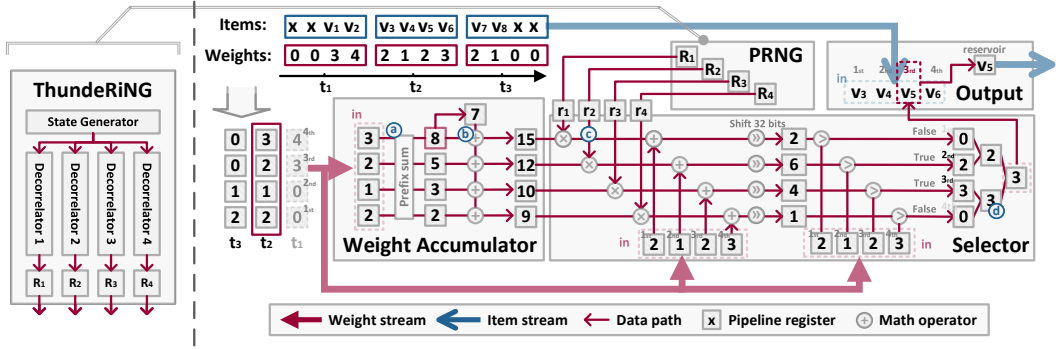 Items:
x x v1 v2
v3 v4 v5 v6
v7 v8 x x
Weights:
0 0 3 4
2 1 2 3
2 1 0 0
t1
t2
t3
ThundeRiNG
State Generator
Decorrelator 1
Decorrelator 2
Decorrelator 3
Decorrelator 4
R1
R2
R3
R4
0 3 4 4th
0 2 3 3rd
1 1 0 2nd
2 2 0 1st
t3 t2 t1
in
3
2
1
2
a
Prefix sum
8
5
3
2
7
b
15
12
10
9
Weight Accumulator
PRNG
R1
R2
R3
R4
r1 r2 r3 r4
c
Shift 32 bits
2
6
4
1
False
True
True
False
2nd
3rd
0
2
3
0
2
3
3
d
in
1st 2nd 3rd 4th
2 1 2 3
1st 2nd 3rd 4th
2 1 2 3
in
Selector
in
1st 2nd 3rd 4th
v3 v4 v5 v6
reservoir
v5
Output
Weight stream
Item stream
Data path
x Pipeline register
Math operator